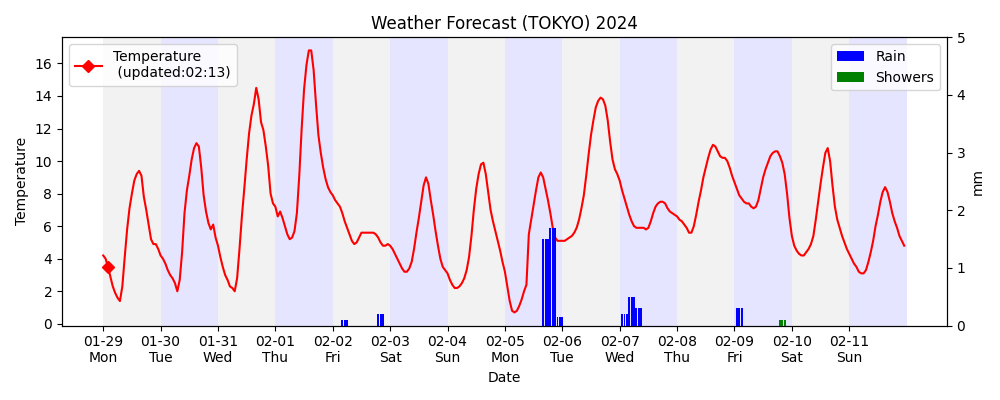 Weather Forecast (TOKYO) 2024
Temperature
(updated:02:13)
Rain
Showers
Temperature
16
14
12
10
8
6
4
2
0
5
4
3
2
1
0
mm
01-29 01-30 01-31 02-01 02-02 02-03 02-04 02-05 02-06 02-07 02-08 02-09 02-10 02-11
Mon Tue Wed Thu Fri Sat Sun Mon Tue Wed Thu Fri Sat Sun
Date